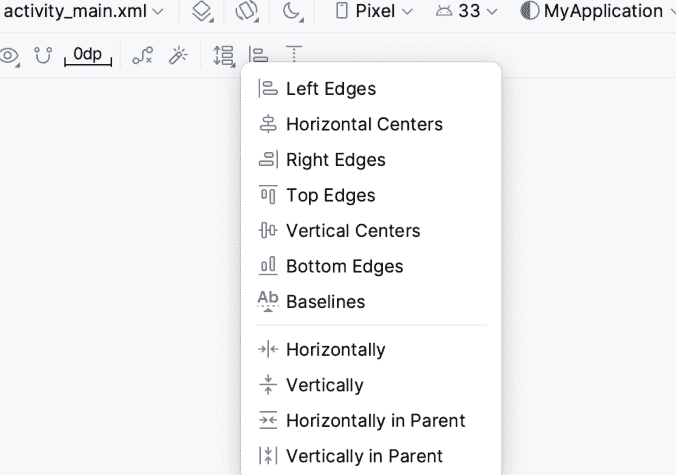 activity_main.xml Pixel 33 MyApplication
0dp
Left Edges
Horizontal Centers
Right Edges
Top Edges
Vertical Centers
Bottom Edges
Ab Baselines
Horizontally
Vertically
Horizontally in Parent
Vertically in Parent